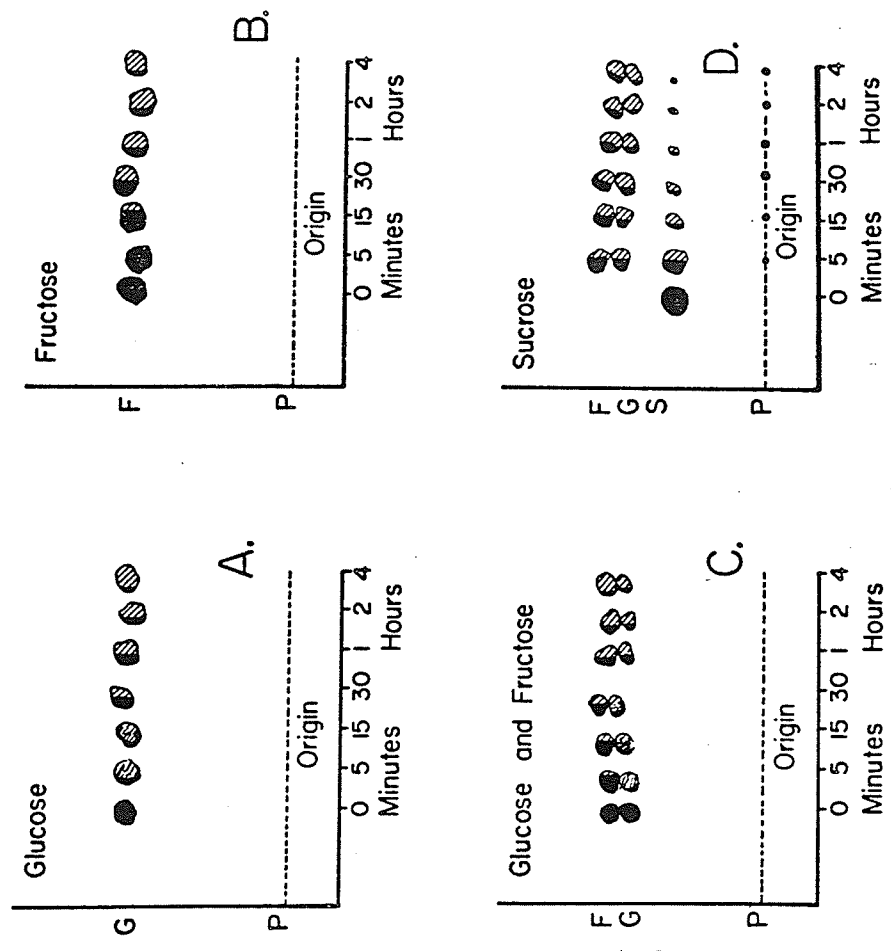 Glucose
G
A.
P
Origin
0 5 15 30 1 2 4
Minutes Hours
Fructose
F
B.
P
Origin
0 5 15 30 1 2 4
Minutes Hours
Glucose and Fructose
F
G
C.
P
Origin
0 5 15 30 1 2 4
Minutes Hours
Sucrose
F
G
S
D.
P
Origin
0 5 15 30 1 2 4
Minutes Hours